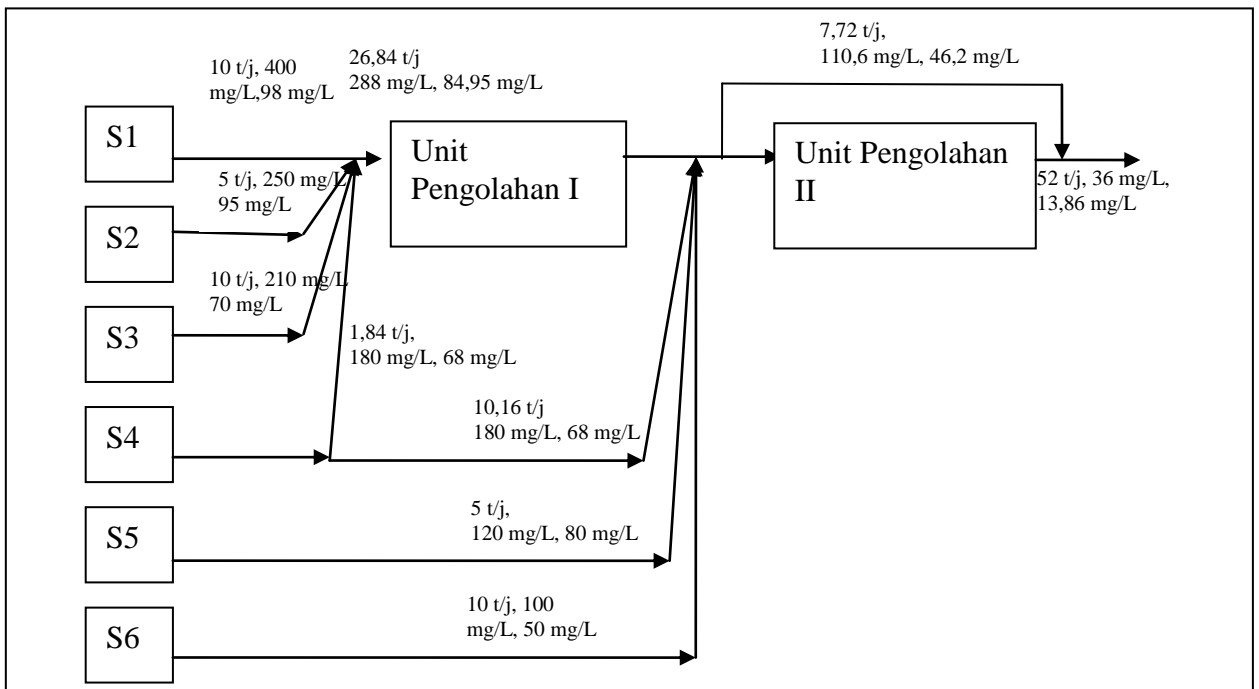 7,72 t/j,
110,6 mg/L, 46,2 mg/L
10 t/j, 400
mg/L,98 mg/L
26,84 t/j
288 mg/L, 84,95 mg/L
S1
Unit
Pengolahan I
Unit Pengolahan
II
52 t/j, 36 mg/L,
13,86 mg/L
5 t/j, 250 mg/L
95 mg/L
S2
10 t/j, 210 mg/L
70 mg/L
S3
1,84 t/j,
180 mg/L, 68 mg/L
S4
10,16 t/j
180 mg/L, 68 mg/L
S5
5 t/j,
120 mg/L, 80 mg/L
S6
10 t/j, 100
mg/L, 50 mg/L